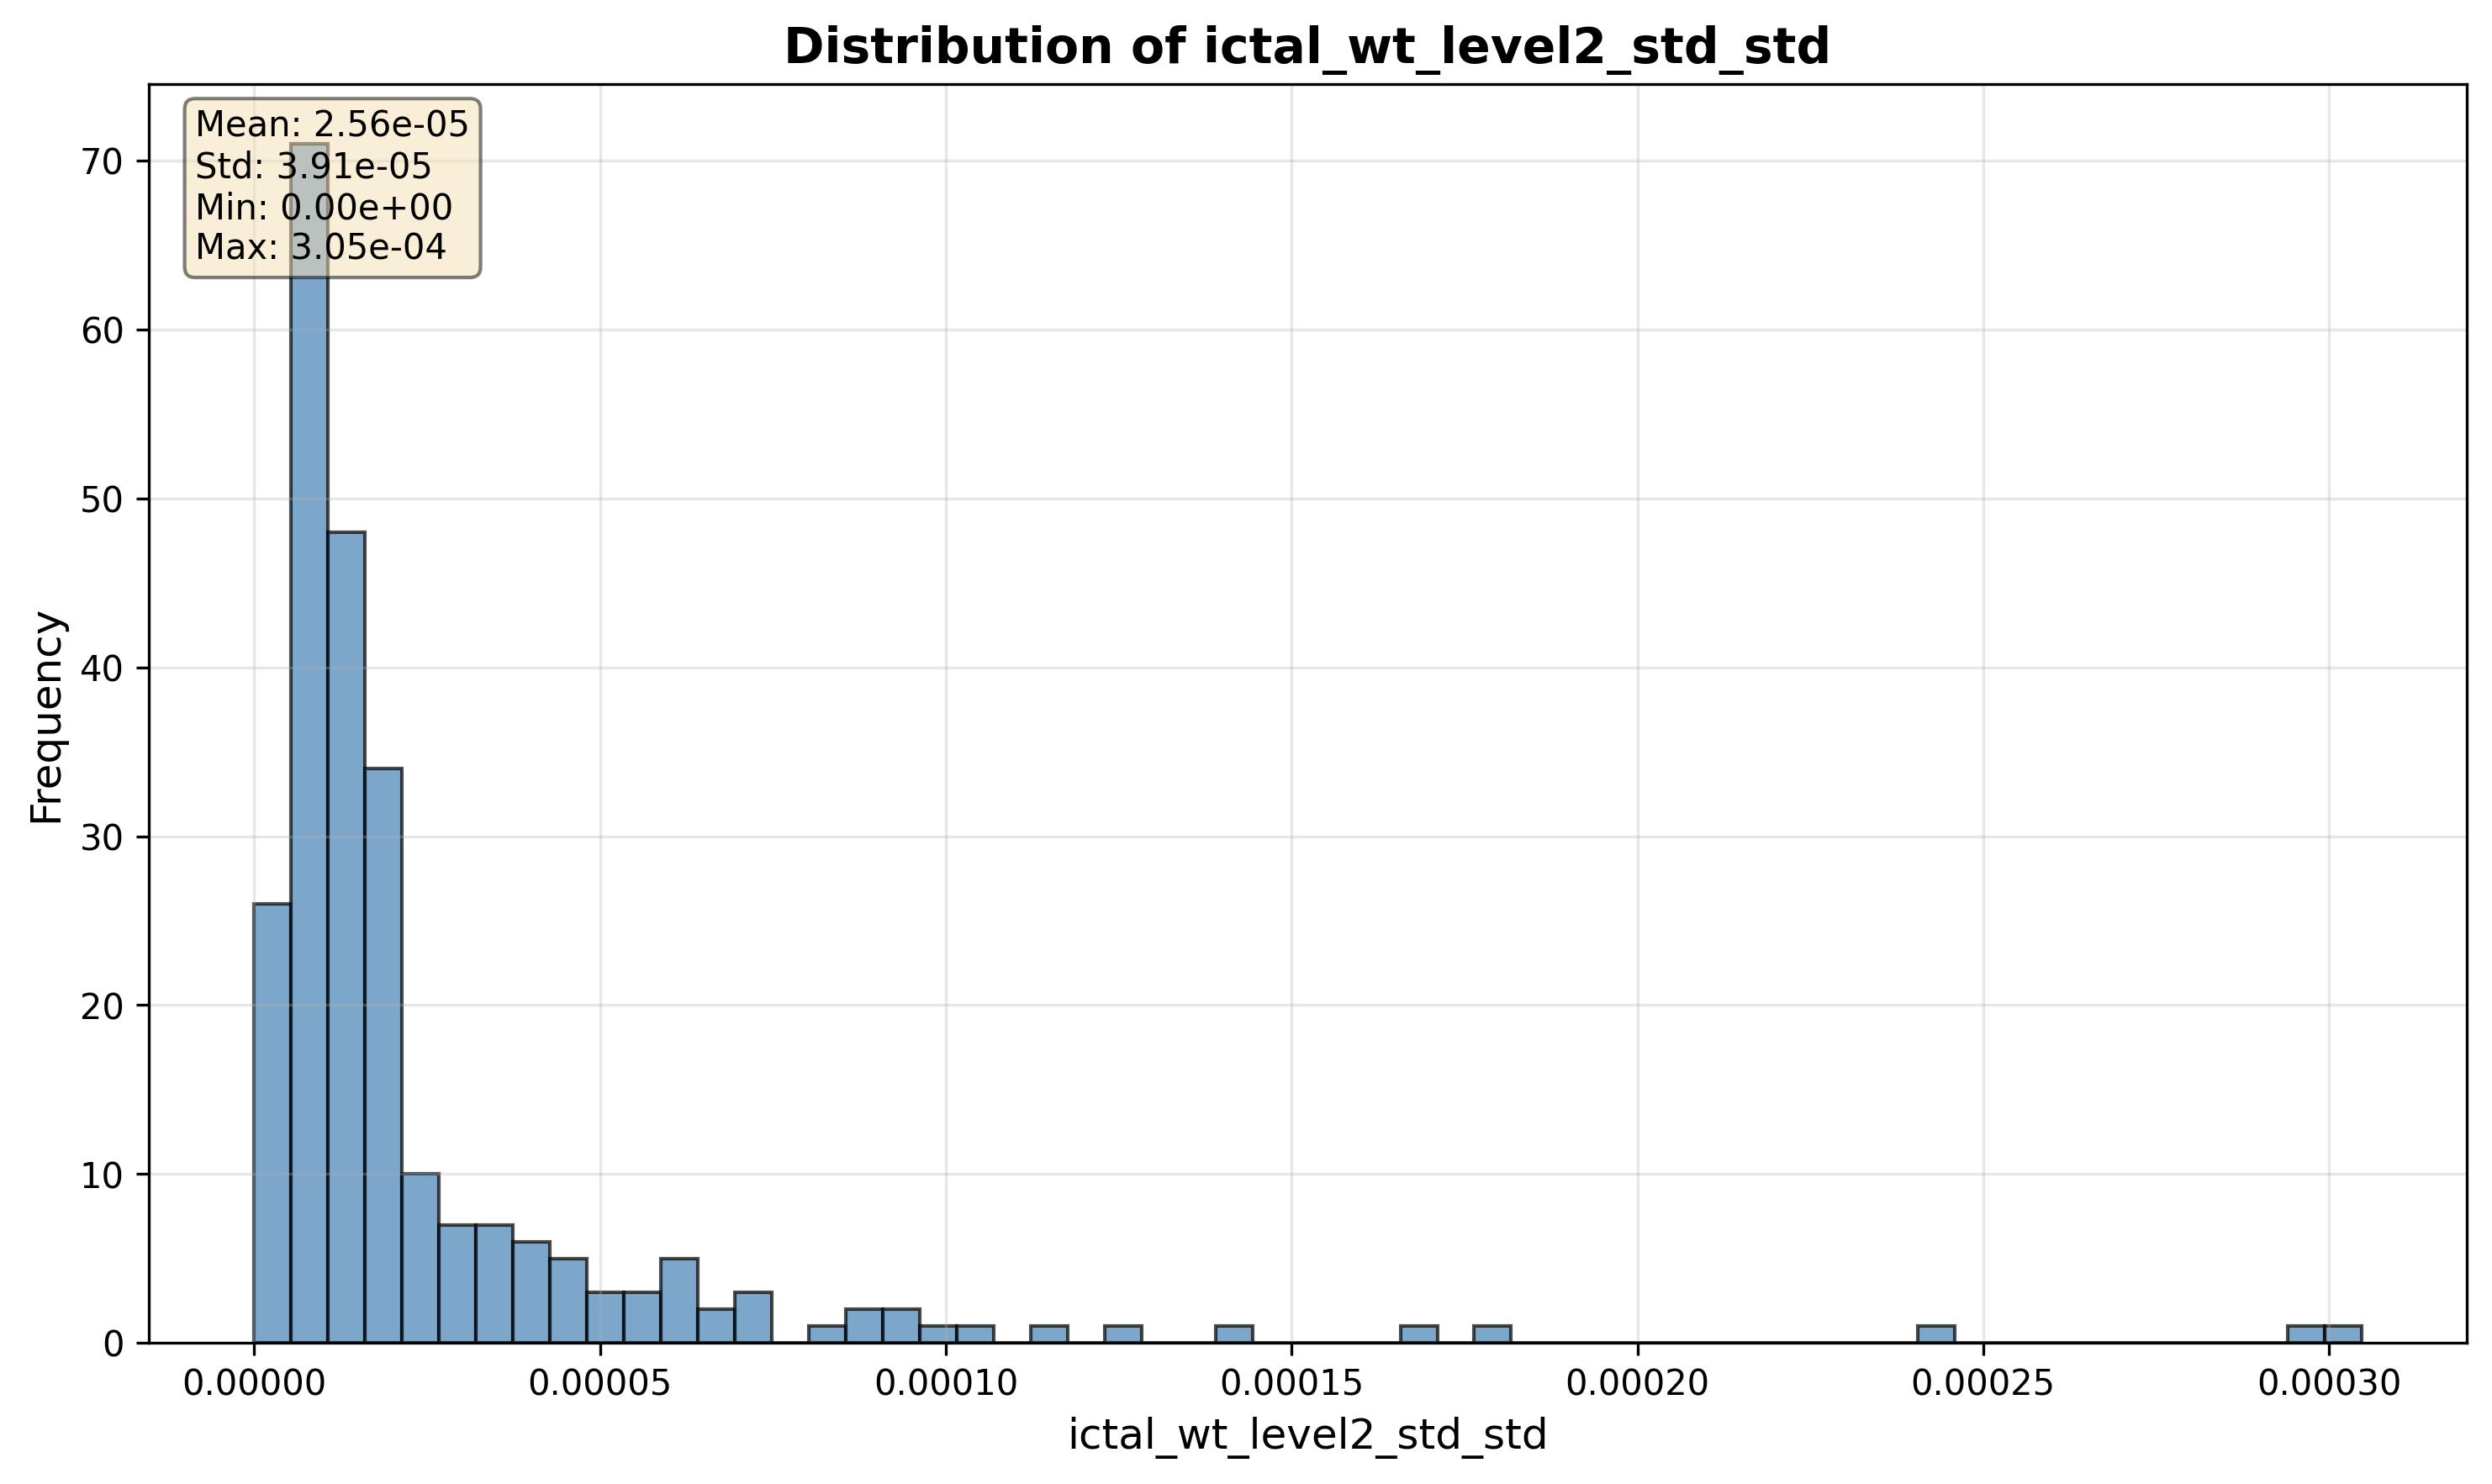 Distribution of ictal_wt_level2_std_std
Mean: 2.56e-05
Std: 3.91e-05
Min: 0.00e+00
Max: 3.05e-04
70
60
50
40
30
20
10
0
Frequency
0.00000 0.00005 0.00010 0.00015 0.00020 0.00025 0.00030
ictal_wt_level2_std_std